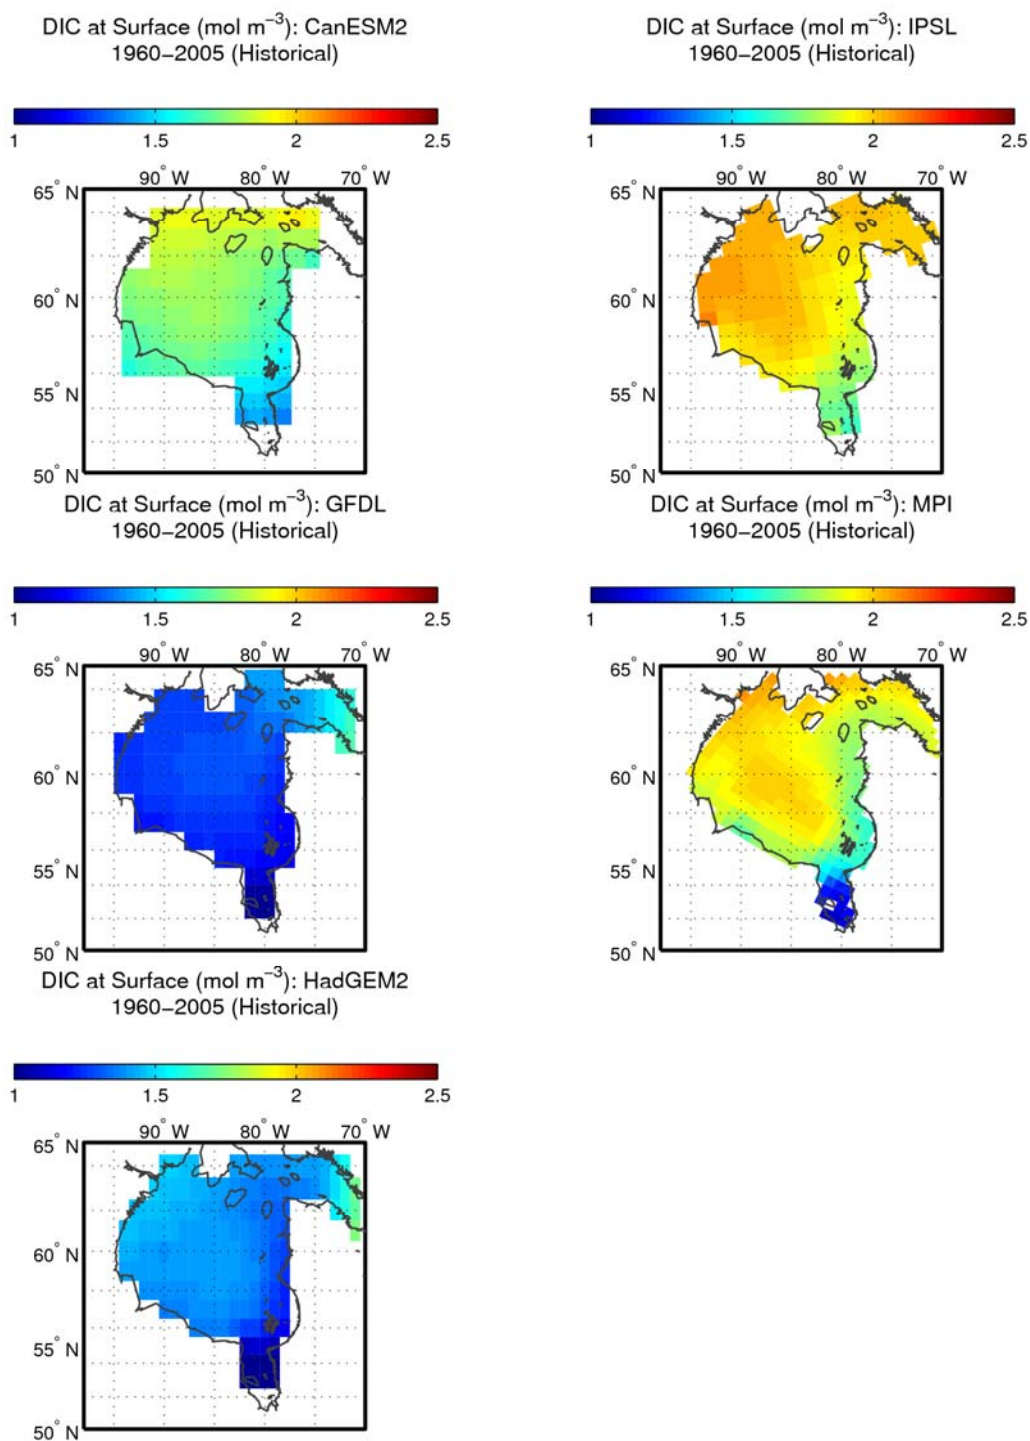 DIC at Surface (mol m⁻³): CanESM2
1960−2005 (Historical)
1 1.5 2 2.5
90° W 80° W 70° W
65° N
60° N
55° N
50° N
DIC at Surface (mol m⁻³): IPSL
1960−2005 (Historical)
1 1.5 2 2.5
90° W 80° W 70° W
65° N
60° N
55° N
50° N
DIC at Surface (mol m⁻³): GFDL
1960−2005 (Historical)
1 1.5 2 2.5
90° W 80° W 70° W
65° N
60° N
55° N
50° N
DIC at Surface (mol m⁻³): MPI
1960−2005 (Historical)
1 1.5 2 2.5
90° W 80° W 70° W
65° N
60° N
55° N
50° N
DIC at Surface (mol m⁻³): HadGEM2
1960−2005 (Historical)
1 1.5 2 2.5
90° W 80° W 70° W
65° N
60° N
55° N
50° N